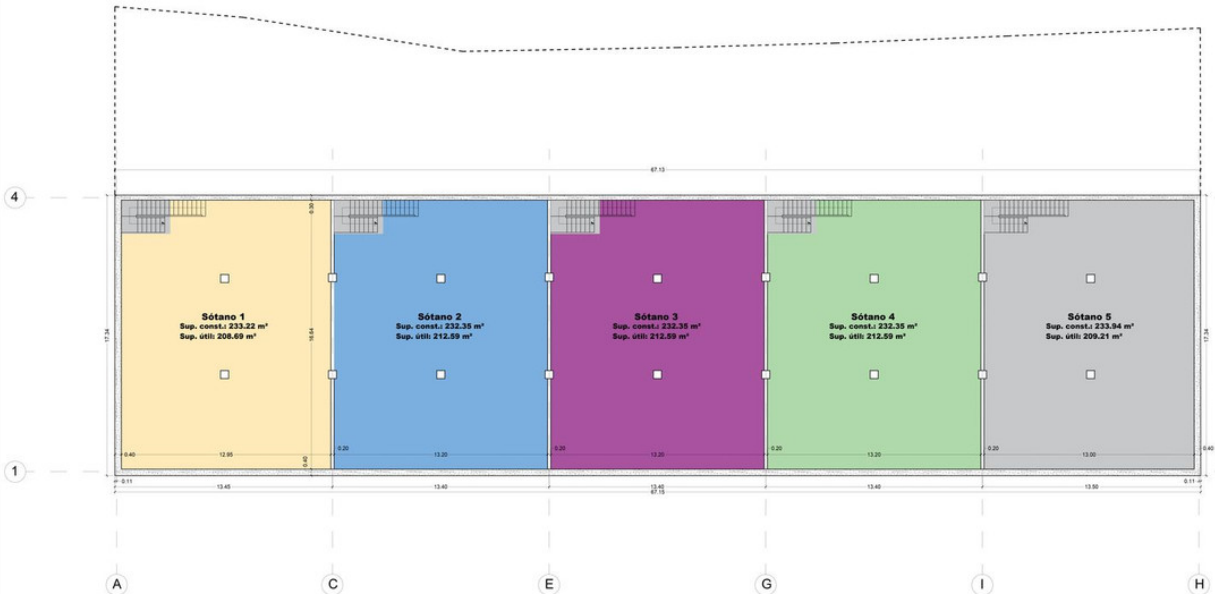 67.13
4
0.30
Sótano 1
Sup. const.: 233.22 m²
Sup. útil: 208.69 m²
Sótano 2
Sup. const.: 232.35 m²
Sup. útil: 212.59 m²
Sótano 3
Sup. const.: 232.35 m²
Sup. útil: 212.59 m²
Sótano 4
Sup. const.: 232.35 m²
Sup. útil: 212.59 m²
Sótano 5
Sup. const.: 233.94 m²
Sup. útil: 209.21 m²
17.34
16.64
17.34
0.20 0.20 0.20 0.20
0.40 12.95 0.40 13.20 13.20 13.20 13.00 0.40
1
0.11 13.45 13.40 13.40 13.40 13.50 0.11
67.15
A C E G I H